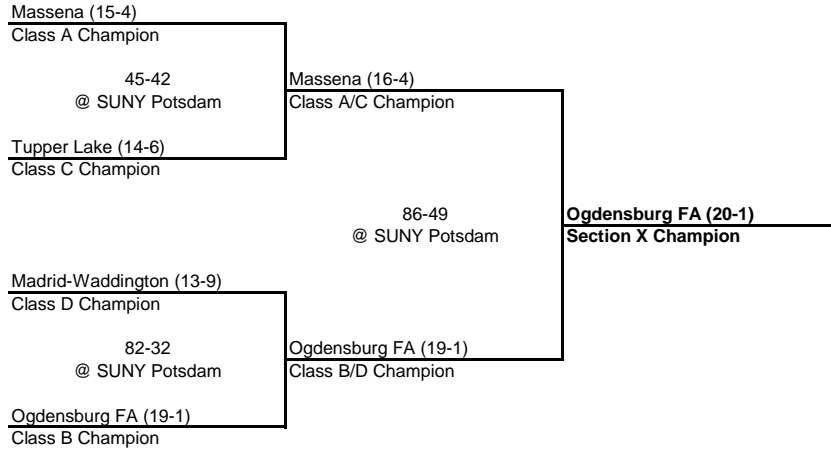 Massena (15-4)
Class A Champion
45-42
@ SUNY Potsdam
Massena (16-4)
Class A/C Champion
Tupper Lake (14-6)
Class C Champion
86-49
@ SUNY Potsdam
Ogdensburg FA (20-1)
Section X Champion
Madrid-Waddington (13-9)
Class D Champion
82-32
@ SUNY Potsdam
Ogdensburg FA (19-1)
Class B/D Champion
Ogdensburg FA (19-1)
Class B Champion